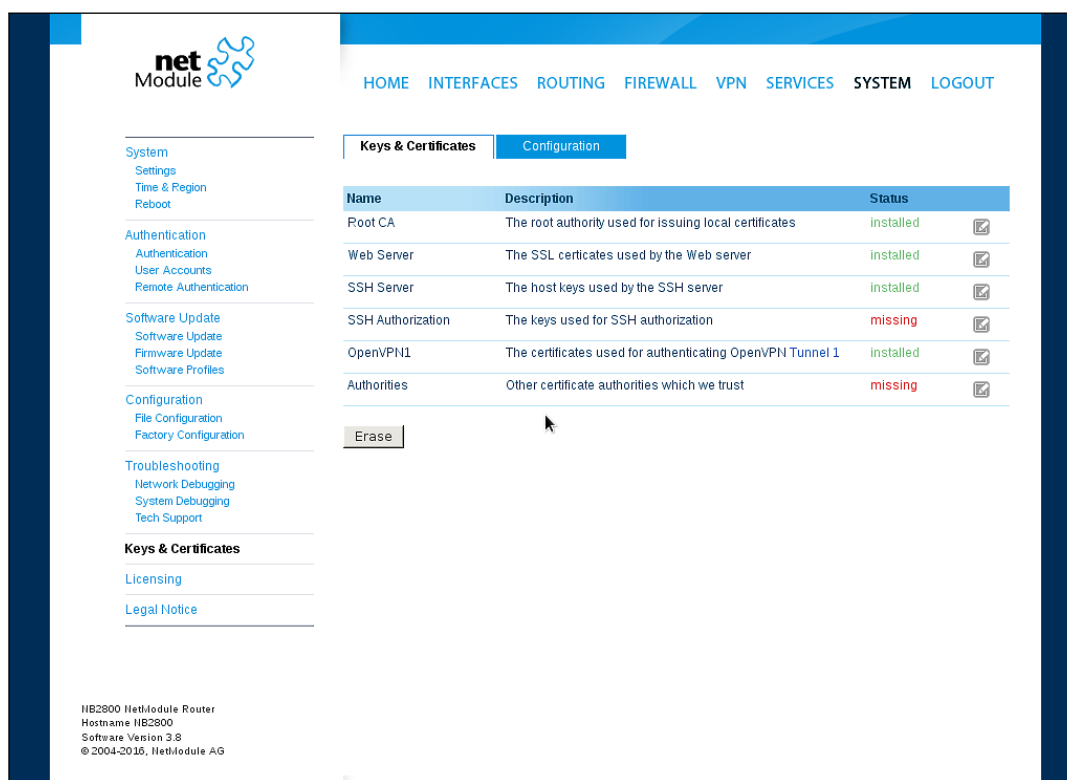 net
Module
HOME INTERFACES ROUTING FIREWALL VPN SERVICES SYSTEM LOGOUT
System
Settings
Time & Region
Reboot
Authentication
Authentication
User Accounts
Remote Authentication
Software Update
Software Update
Firmware Update
Software Profiles
Configuration
File Configuration
Factory Configuration
Troubleshooting
Network Debugging
System Debugging
Tech Support
Keys & Certificates
Licensing
Legal Notice
Keys & Certificates Configuration
Name Description Status
Root CA The root authority used for issuing local certificates installed
Web Server The SSL certicates used by the Web server installed
SSH Server The host keys used by the SSH server installed
SSH Authorization The keys used for SSH authorization missing
OpenVPN1 The certificates used for authenticating OpenVPN Tunnel 1 installed
Authorities Other certificate authorities which we trust missing
Erase
NB2800 NetModule Router
Hostname NB2800
Software Version 3.8
© 2004-2016, NetModule AG